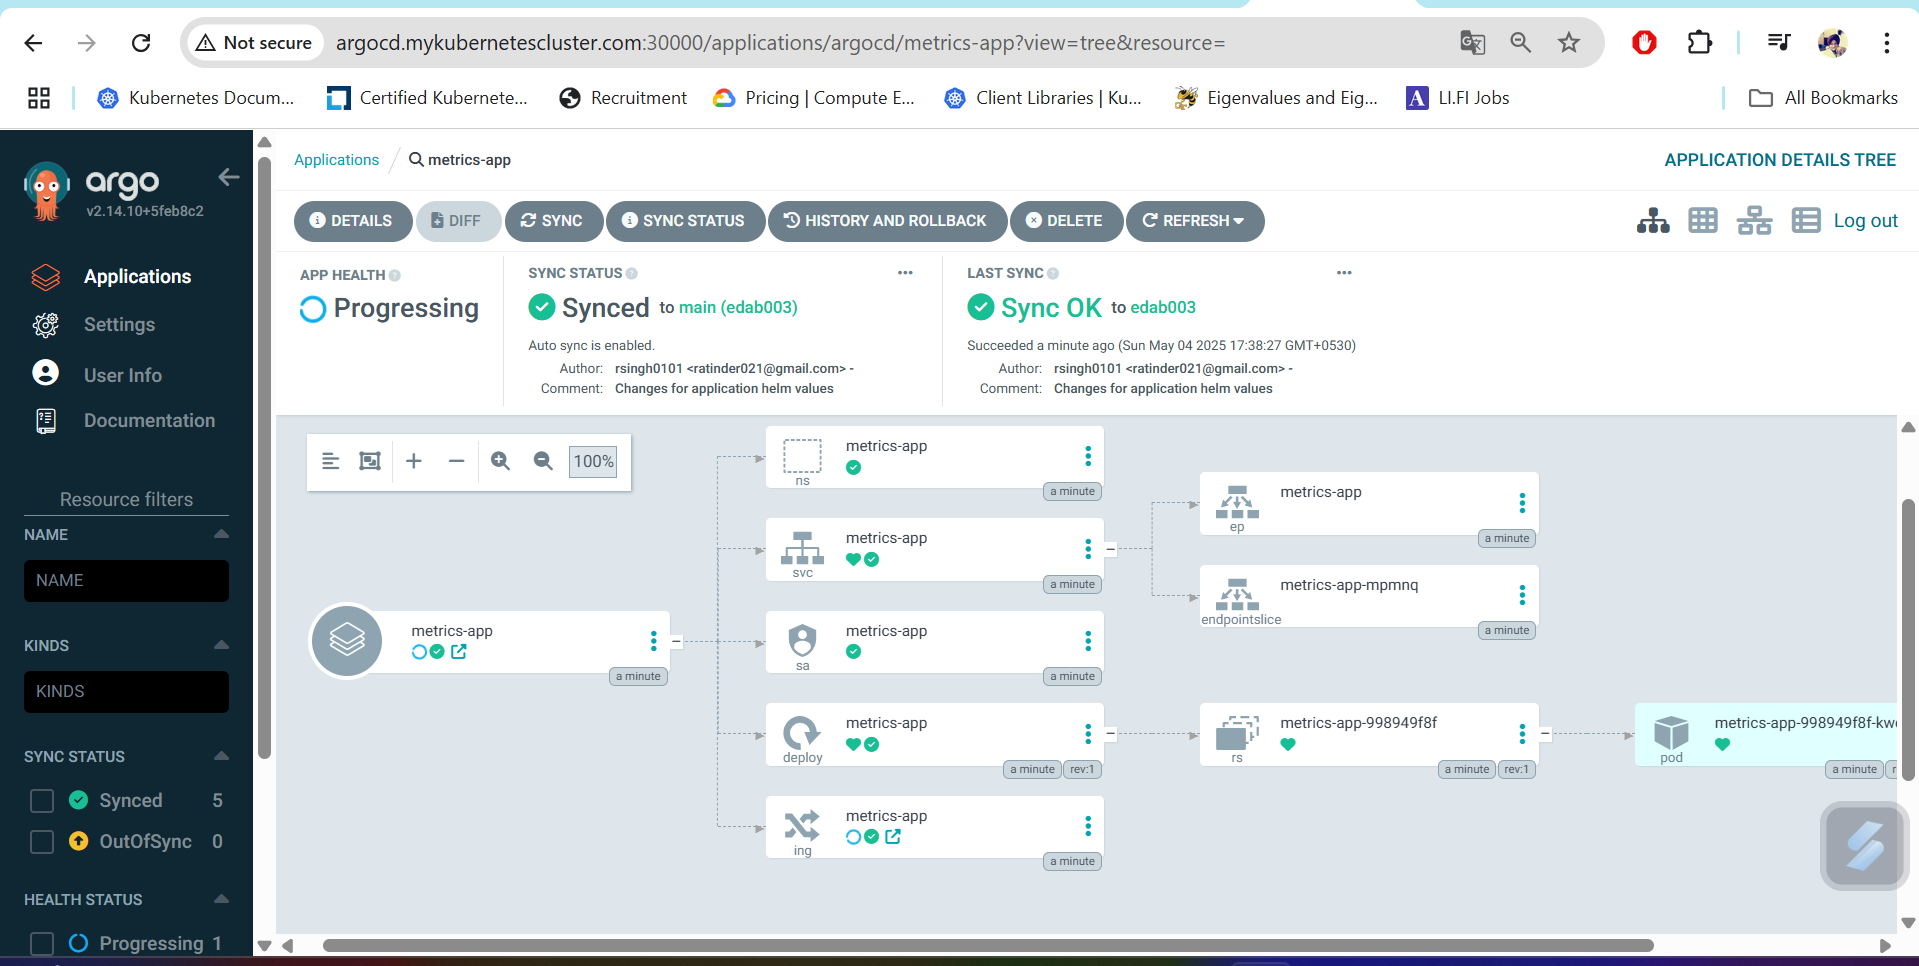 Not secure
argocd.mykubernetescluster.com:30000/applications/argocd/metrics-app?view=tree&resource=
Kubernetes Docum...
Certified Kubernete...
Recruitment
Pricing | Compute E...
Client Libraries | Ku...
Eigenvalues and Eig...
LI.FI Jobs
All Bookmarks
argo
v2.14.10+5feb8c2
Applications
Settings
User Info
Documentation
Resource filters
NAME
NAME
KINDS
KINDS
SYNC STATUS
Synced 5
OutOfSync 0
HEALTH STATUS
Progressing 1
Applications / metrics-app
APPLICATION DETAILS TREE
DETAILS
DIFF
SYNC
SYNC STATUS
HISTORY AND ROLLBACK
DELETE
REFRESH
Log out
APP HEALTH
Progressing
SYNC STATUS
Synced to main (edab003)
Auto sync is enabled.
Author: rsingh0101 <ratinder021@gmail.com> -
Comment: Changes for application helm values
LAST SYNC
Sync OK to edab003
Succeeded a minute ago (Sun May 04 2025 17:38:27 GMT+0530)
Author: rsingh0101 <ratinder021@gmail.com> -
Comment: Changes for application helm values
100%
metrics-app
a minute
metrics-app
ns
a minute
metrics-app
svc
a minute
metrics-app
sa
a minute
metrics-app
deploy
a minute rev:1
metrics-app
ing
a minute
metrics-app
ep
a minute
metrics-app-mpmnq
endpointslice
a minute
metrics-app-998949f8f
rs
a minute rev:1
metrics-app-998949f8f-kw
pod
a minute